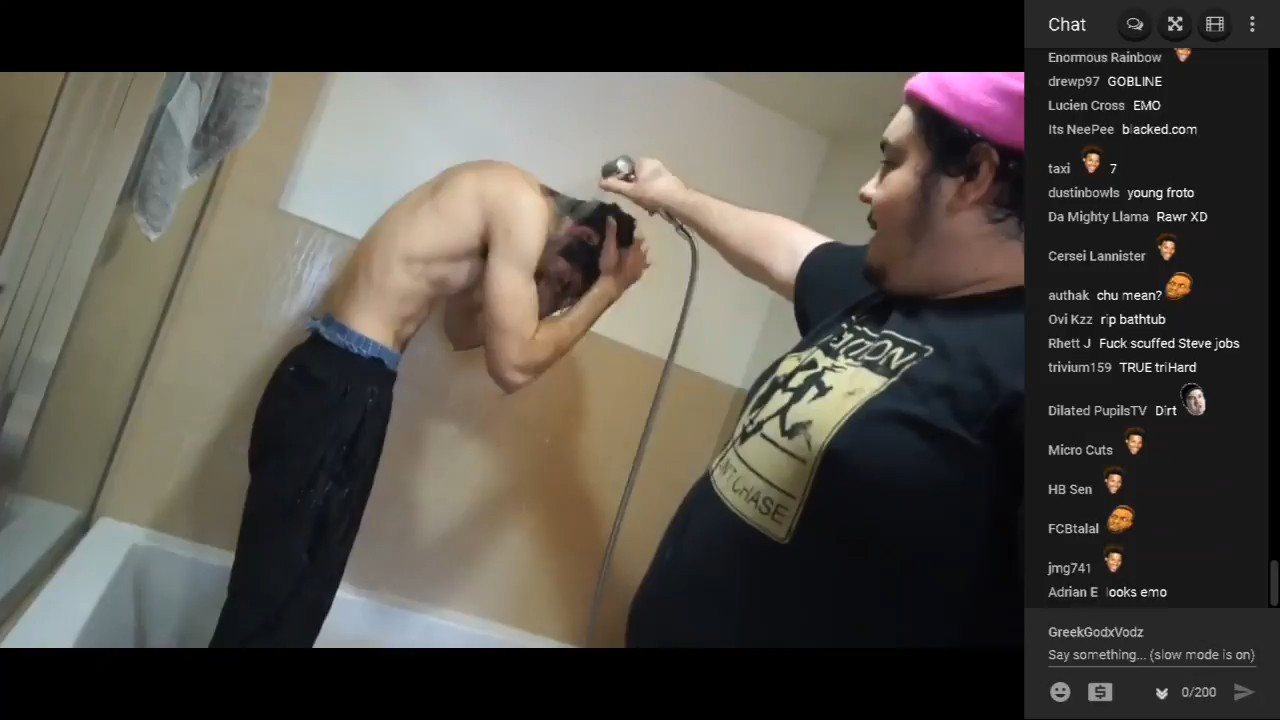 Chat
Enormous Rainbow
drewp97 GOBLINE
Lucien Cross EMO
Its NeePee blacked.com
taxi 7
dustinbowls young froto
Da Mighty Llama Rawr XD
Cersei Lannister
authak chu mean?
Ovi Kzz rip bathtub
Rhett J Fuck scuffed Steve jobs
trivium159 TRUE triHard
Dilated PupilsTV Dirt
Micro Cuts
HB Sen
FCBtalal
jmg741
Adrian E looks emo
GreekGodxVodz
Say something... (slow mode is on)
0/200
CHASE